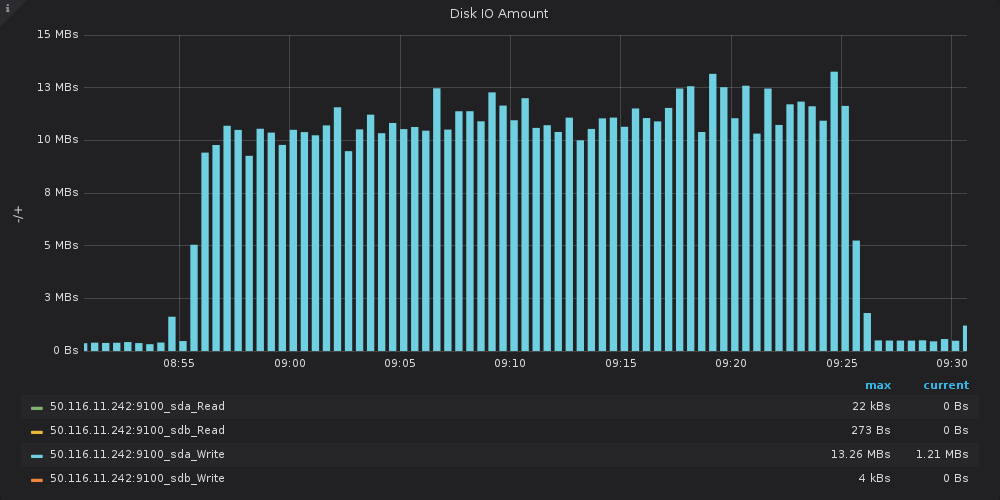 i
Disk IO Amount
15 MBs
13 MBs
10 MBs
8 MBs
5 MBs
3 MBs
0 Bs
-/+
08:55 09:00 09:05 09:10 09:15 09:20 09:25 09:30
max current
50.116.11.242:9100_sda_Read 22 kBs 0 Bs
50.116.11.242:9100_sdb_Read 273 Bs 0 Bs
50.116.11.242:9100_sda_Write 13.26 MBs 1.21 MBs
50.116.11.242:9100_sdb_Write 4 kBs 0 Bs